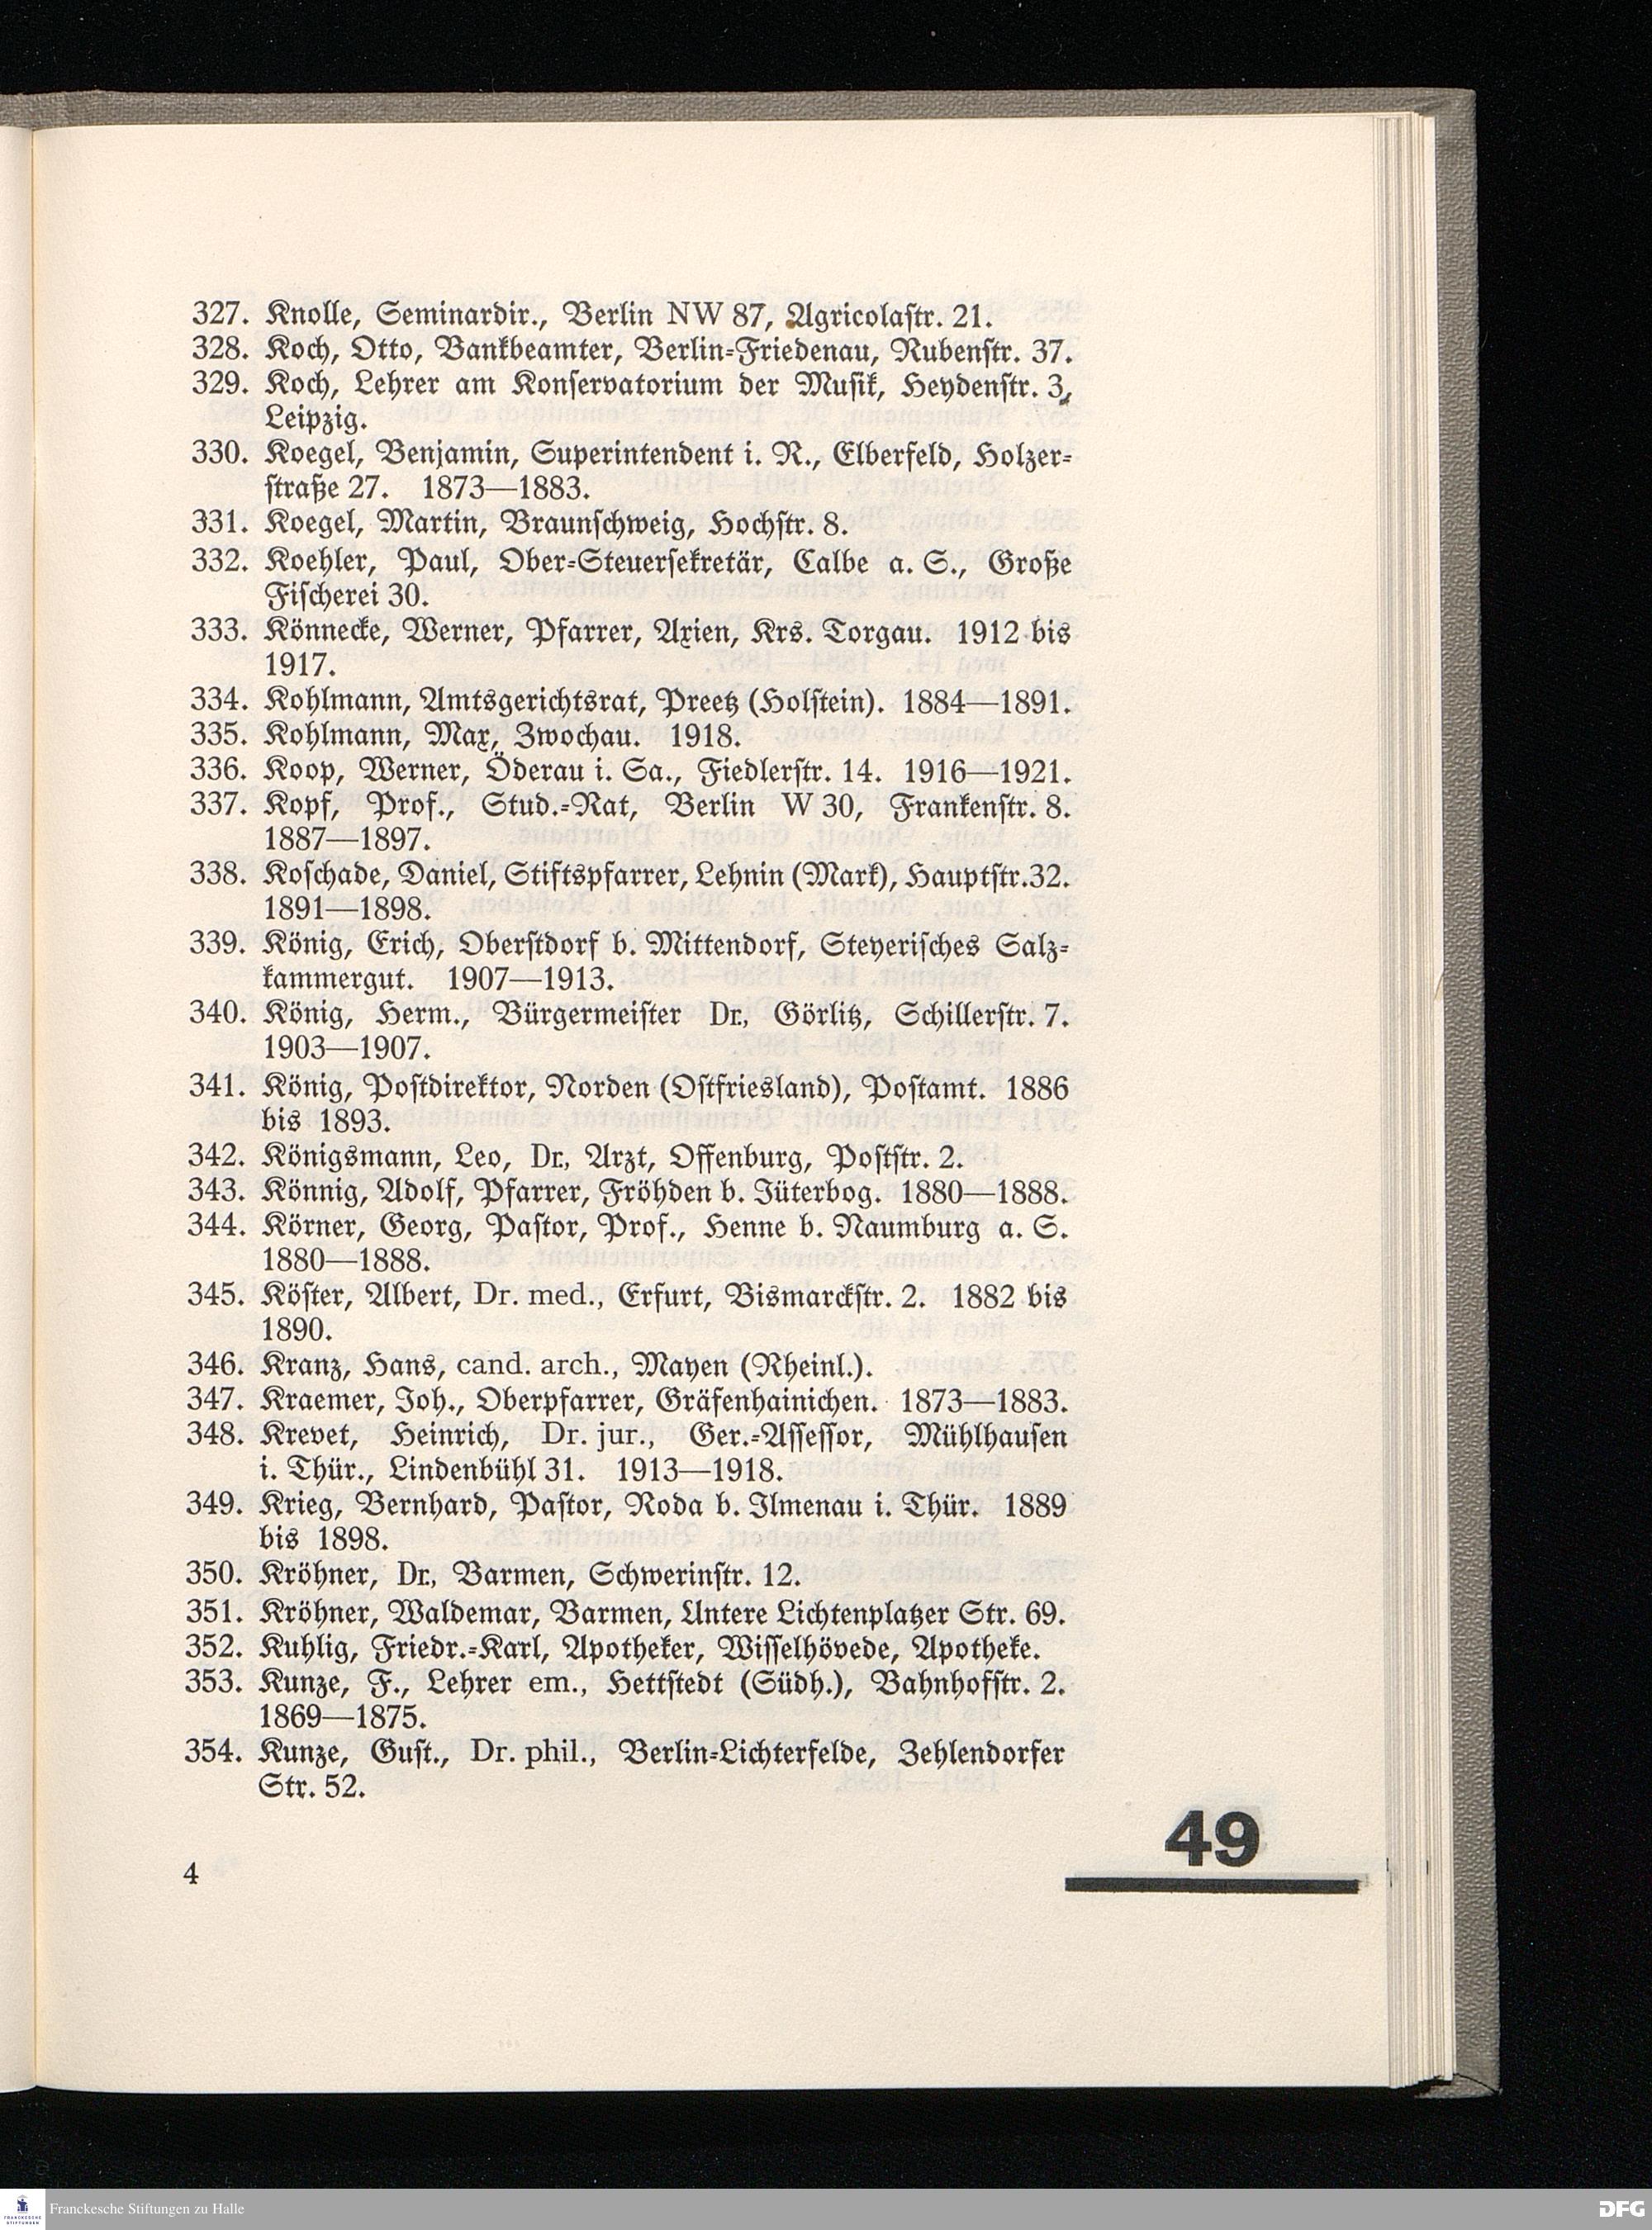 327. Knolle, Seminardir., Berlin NW 87, Agricolastr. 21.
328. Koch, Otto, Bankbeamter, Berlin-Friedenau, Rubenstr. 37.
329. Koch, Lehrer am Konservatorium der Musik, Heydenstr. 3,
Leipzig.
330. Koegel, Benjamin, Superintendent i. R., Elberfeld, Holzer-
straße 27. 1873—1883.
331. Koegel, Martin, Braunschweig, Hochstr. 8.
332. Koehler, Paul, Ober-Steuersekretär, Calbe a. S., Große
Fischerei 30.
333. Könnecke, Werner, Pfarrer, Axien, Krs. Torgau. 1912 bis
1917.
334. Kohlmann, Amtsgerichtsrat, Preetz (Holstein). 1884—1891.
335. Kohlmann, Max, Zwochau. 1918.
336. Koop, Werner, Öderau i. Sa., Fiedlerstr. 14. 1916—1921.
337. Kopf, Prof., Stud.-Rat, Berlin W 30, Frankenstr. 8.
1887—1897.
338. Koschade, Daniel, Stiftspfarrer, Lehnin (Mark), Hauptstr.32.
1891—1898.
339. König, Erich, Oberstdorf b. Mittendorf, Steyerisches Salz-
kammergut. 1907—1913.
340. König, Herm., Bürgermeister Dr., Görlitz, Schillerstr. 7.
1903—1907.
341. König, Postdirektor, Norden (Ostfriesland), Postamt. 1886
bis 1893.
342. Königsmann, Leo, Dr., Arzt, Offenburg, Poststr. 2.
343. Könnig, Adolf, Pfarrer, Fröhden b. Jüterbog. 1880—1888.
344. Körner, Georg, Pastor, Prof., Henne b. Naumburg a. S.
1880—1888.
345. Köster, Albert, Dr. med., Erfurt, Bismarckstr. 2. 1882 bis
1890.
346. Kranz, Hans, cand. arch., Mayen (Rheinl.).
347. Kraemer, Joh., Oberpfarrer, Gräfenhainichen. 1873—1883.
348. Krevet, Heinrich, Dr. jur., Ger.-Assessor, Mühlhausen
i. Thür., Lindenbühl 31. 1913—1918.
349. Krieg, Bernhard, Pastor, Roda b. Ilmenau i. Thür. 1889
bis 1898.
350. Kröhner, Dr., Barmen, Schwerinstr. 12.
351. Kröhner, Waldemar, Barmen, Untere Lichtenplatzer Str. 69.
352. Kuhlig, Friedr.-Karl, Apotheker, Wisselhövede, Apotheke.
353. Kunze, F., Lehrer em., Hettstedt (Südh.), Bahnhofstr. 2.
1869—1875.
354. Kunze, Gust., Dr. phil., Berlin-Lichterfelde, Zehlendorfer
Str. 52.
49
4
Franckesche Stiftungen zu Halle
DFG